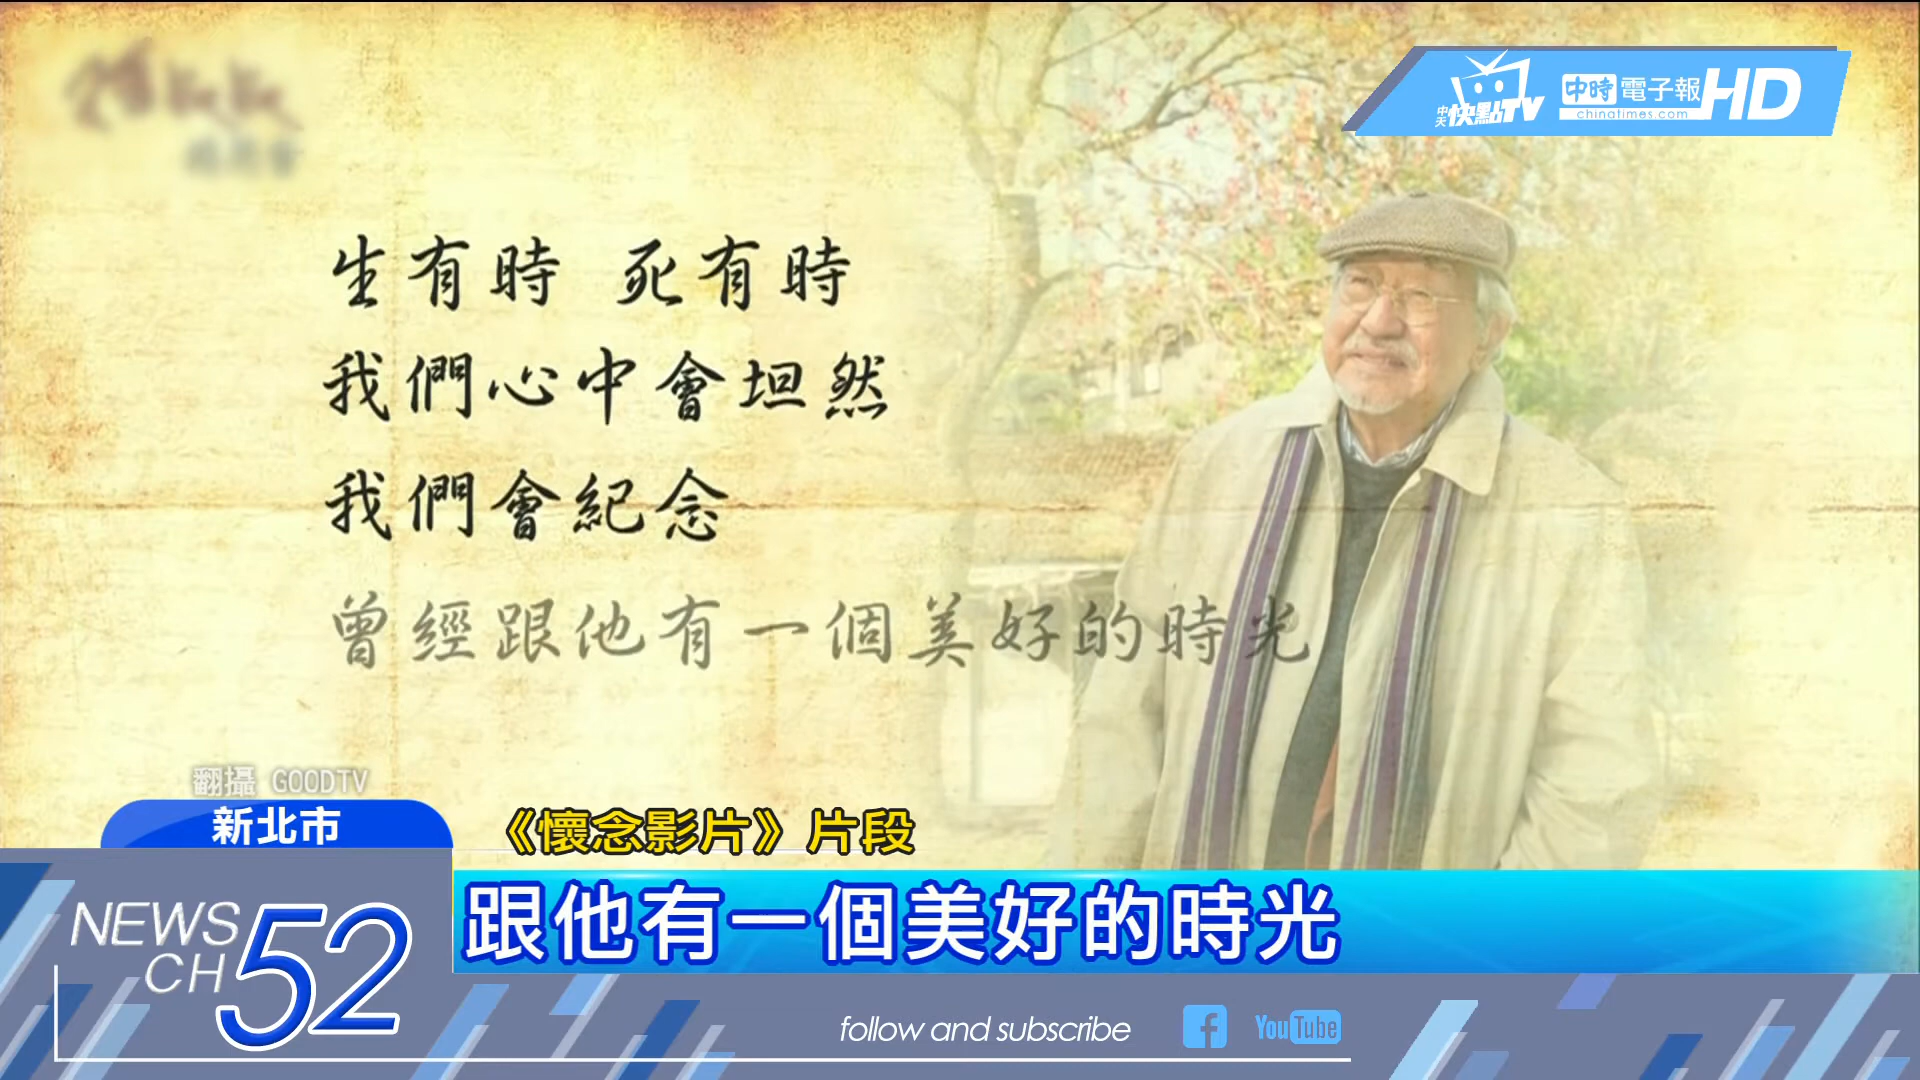 中天快點TV 中時電子報HD
chinatimes.com
生有時 死有時
我們心中會坦然
我們會紀念
曾經跟他有一個美好的時光
翻攝 GOODTV
新北市
《懷念影片》片段
跟他有一個美好的時光
NEWS
CH 52
follow and subscribe
YouTube